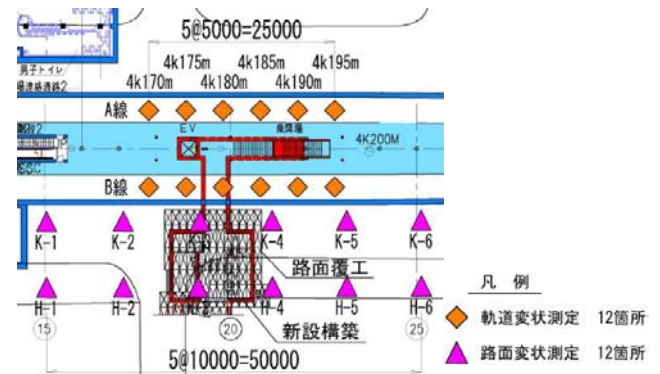 5@5000=25000
4k175m 4k185m 4k195m
4k170m 4k180m 4k190m
男子トイレ
A線
EV
乗降場
4K200M
B線
K-1 K-2 K-4 K-5 K-6
路面覆工
H-1 H-2 H-4 H-5 H-6
新設構築
15 20 25
5@10000=50000
凡 例
軌道変状測定 12箇所
路面変状測定 12箇所